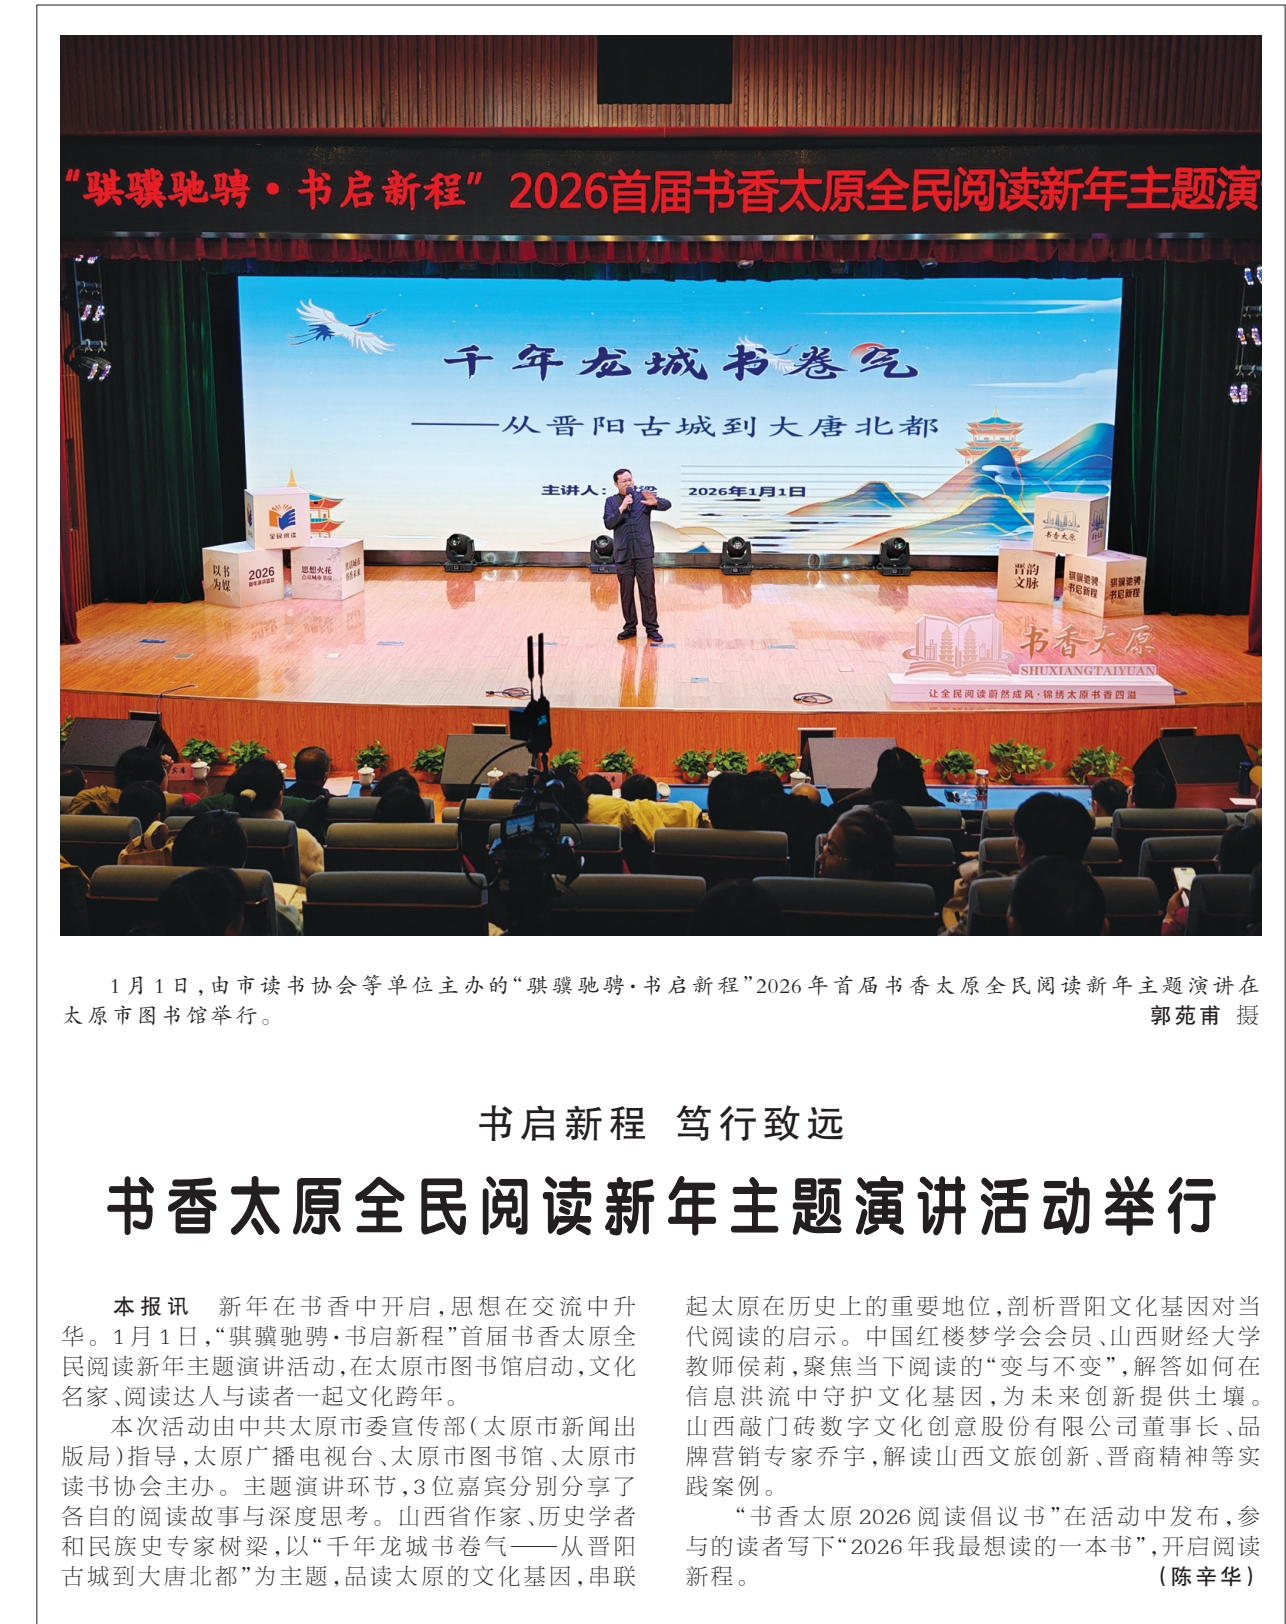 “骐骥驰骋·书启新程”2026首届书香太原全民阅读新年主题演
千年龙城书卷气
——从晋阳古城到大唐北都
主讲人: 2026年1月1日
全民阅读
以书
为媒
2026
思想火花
点亮城市书房
书香太原
晋韵
文脉
骐骥驰骋
书启新程
骐骥驰骋
书启新程
书香太原
SHUXIANGTAIYUAN
让全民阅读蔚然成风·锦绣太原书香四溢
1月1日,由市读书协会等单位主办的“骐骥驰骋·书启新程”2026年首届书香太原全民阅读新年主题演讲在
太原市图书馆举行。 郭苑甫 摄
书启新程 笃行致远
书香太原全民阅读新年主题演讲活动举行
本报讯 新年在书香中开启,思想在交流中升
华。1月1日,“骐骥驰骋·书启新程”首届书香太原全
民阅读新年主题演讲活动,在太原市图书馆启动,文化
名家、阅读达人与读者一起文化跨年。
本次活动由中共太原市委宣传部(太原市新闻出
版局)指导,太原广播电视台、太原市图书馆、太原市
读书协会主办。主题演讲环节,3位嘉宾分别分享了
各自的阅读故事与深度思考。山西省作家、历史学者
和民族史专家树梁,以“千年龙城书卷气——从晋阳
古城到大唐北都”为主题,品读太原的文化基因,串联
起太原在历史上的重要地位,剖析晋阳文化基因对当
代阅读的启示。中国红楼梦学会会员、山西财经大学
教师侯莉,聚焦当下阅读的“变与不变”,解答如何在
信息洪流中守护文化基因,为未来创新提供土壤。
山西敲门砖数字文化创意股份有限公司董事长、品
牌营销专家乔宇,解读山西文旅创新、晋商精神等实
践案例。
“书香太原2026阅读倡议书”在活动中发布,参
与的读者写下“2026年我最想读的一本书”,开启阅读
新程。 (陈辛华)